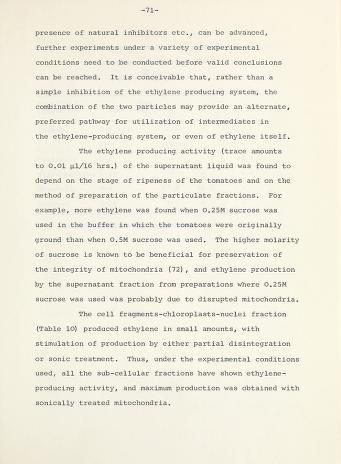 -71-
presence of natural inhibitors etc., can be advanced,
further experiments under a variety of experimental
conditions need to be conducted before valid conclusions
can be reached. It is conceivable that, rather than a
simple inhibition of the ethylene producing system, the
combination of the two particles may provide an alternate,
preferred pathway for utilization of intermediates in
the ethylene-producing system, or even of ethylene itself.
The ethylene producing activity (trace amounts
to 0.01 µl/16 hrs.) of the supernatant liquid was found to
depend on the stage of ripeness of the tomatoes and on the
method of preparation of the particulate fractions. For
example, more ethylene was found when 0.25M sucrose was
used in the buffer in which the tomatoes were originally
ground than when 0.5M sucrose was used. The higher molarity
of sucrose is known to be beneficial for preservation of
the integrity of mitochondria (72), and ethylene production
by the supernatant fraction from preparations where 0.25M
sucrose was used was probably due to disrupted mitochondria.
The cell fragments-chloroplasts-nuclei fraction
(Table 10) produced ethylene in small amounts, with
stimulation of production by either partial disintegration
or sonic treatment. Thus, under the experimental conditions
used, all the sub-cellular fractions have shown ethylene-
producing activity, and maximum production was obtained with
sonically treated mitochondria.